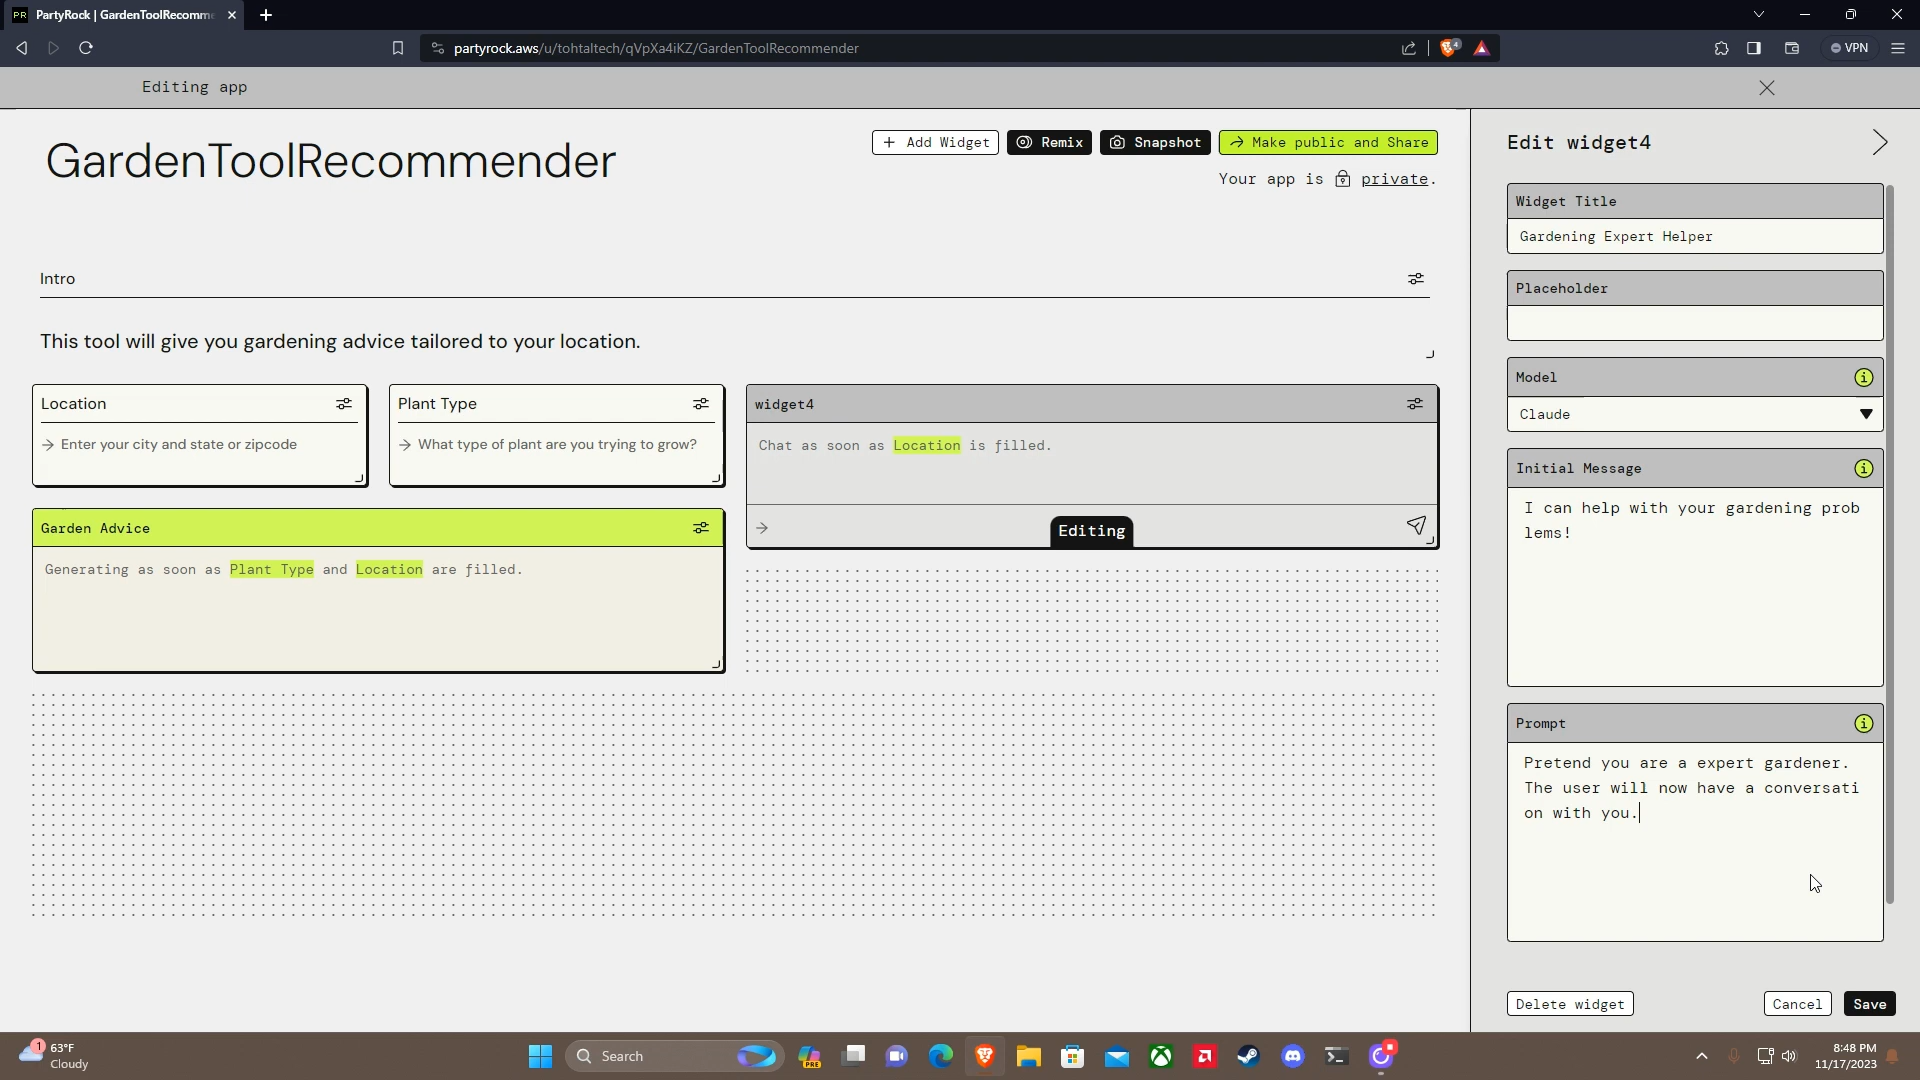 PR PartyRock | GardenToolRecomme
partyrock.aws/u/tohtaltech/qVpXa4iKZ/GardenToolRecommender
4
VPN
Editing app
GardenToolRecommender
+ Add Widget
Remix
Snapshot
Make public and Share
Your app is private.
Intro
This tool will give you gardening advice tailored to your location.
Location
Enter your city and state or zipcode
Plant Type
What type of plant are you trying to grow?
widget4
Chat as soon as Location is filled.
Editing
Garden Advice
Generating as soon as Plant Type and Location are filled.
Edit widget4
Widget Title
Gardening Expert Helper
Placeholder
Model
Claude
Initial Message
I can help with your gardening prob
lems!
Prompt
Pretend you are a expert gardener.
The user will now have a conversati
on with you.
Delete widget
Cancel
Save
1
63°F
Cloudy
Search
PRE
8:48 PM
11/17/2023